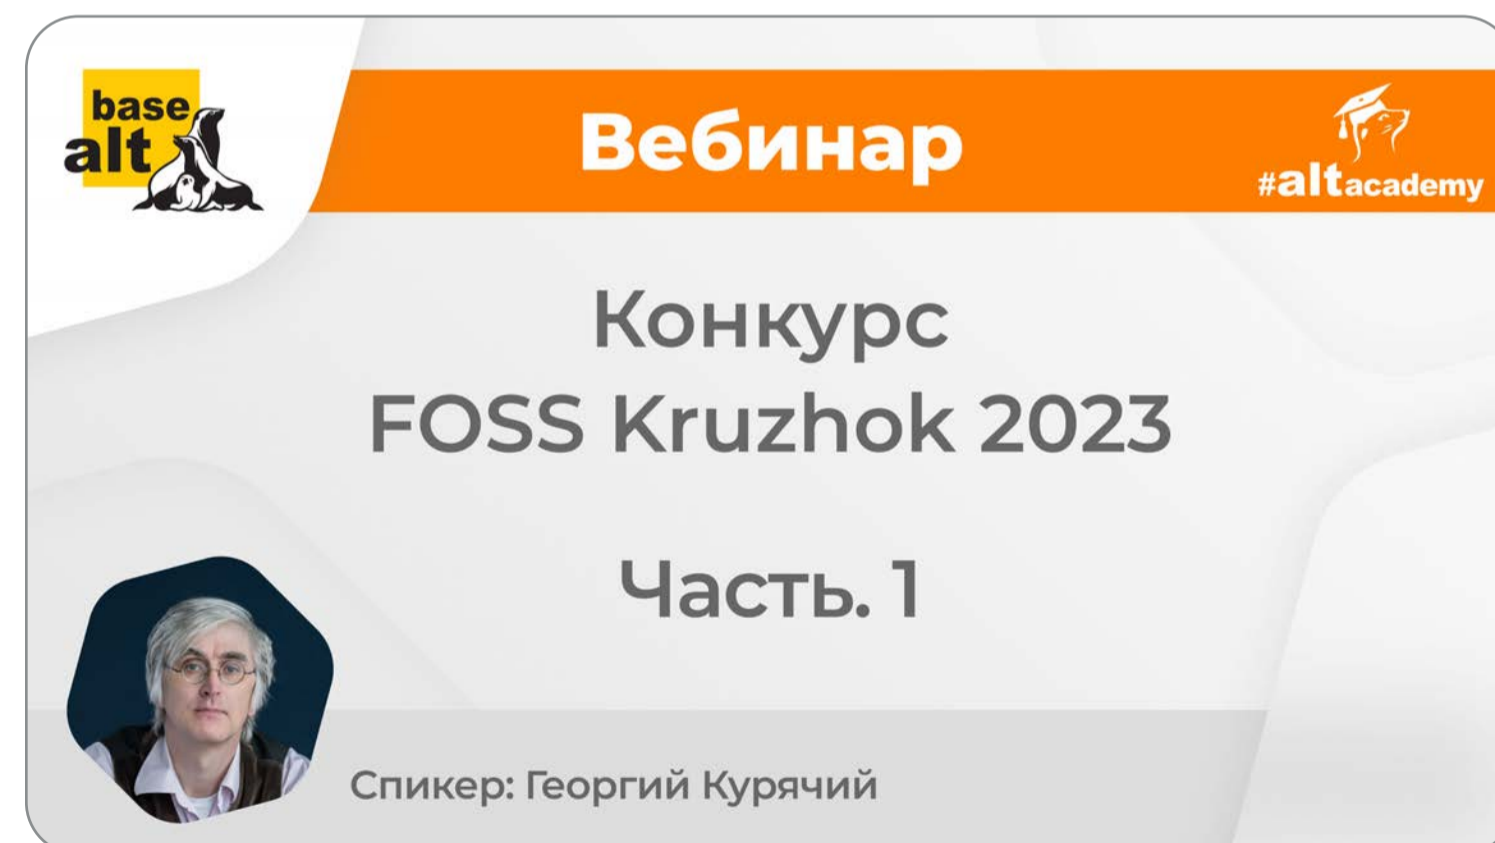 base
alt
Вебинар
#altacademy
Конкурс
FOSS Kruzhok 2023
Часть. 1
Спикер: Георгий Курячий